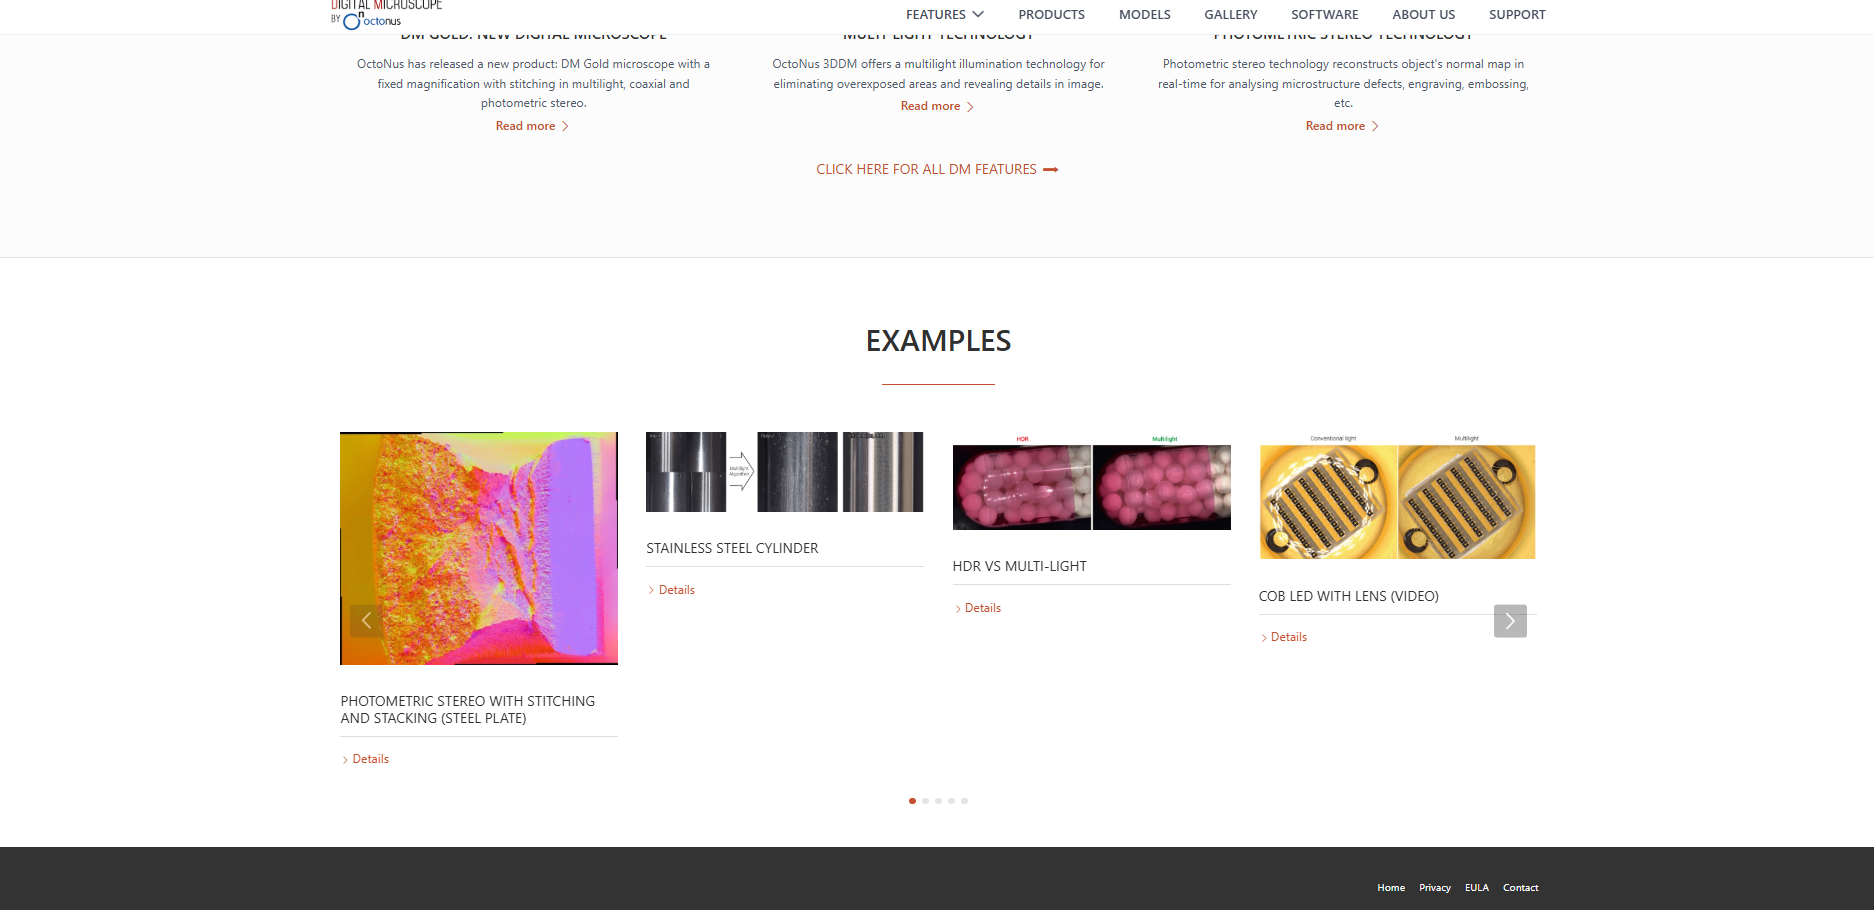 DIGITAL MICROSCOPE
BY octonus
FEATURES
PRODUCTS
MODELS
GALLERY
SOFTWARE
ABOUT US
SUPPORT
DM GOLD: NEW DIGITAL MICROSCOPE
OctoNus has released a new product: DM Gold microscope with a
fixed magnification with stitching in multilight, coaxial and
photometric stereo.
Read more
MULTI-LIGHT TECHNOLOGY
OctoNus 3DDM offers a multilight illumination technology for
eliminating overexposed areas and revealing details in image.
Read more
PHOTOMETRIC STEREO TECHNOLOGY
Photometric stereo technology reconstructs object's normal map in
real-time for analysing microstructure defects, engraving, embossing,
etc.
Read more
CLICK HERE FOR ALL DM FEATURES
EXAMPLES
PHOTOMETRIC STEREO WITH STITCHING
AND STACKING (STEEL PLATE)
Details
Output
Multilight
Algorithm
STAINLESS STEEL CYLINDER
Details
HDR
Multilight
HDR VS MULTI-LIGHT
Details
Conventional light
Multilight
COB LED WITH LENS (VIDEO)
Details
Home
Privacy
EULA
Contact